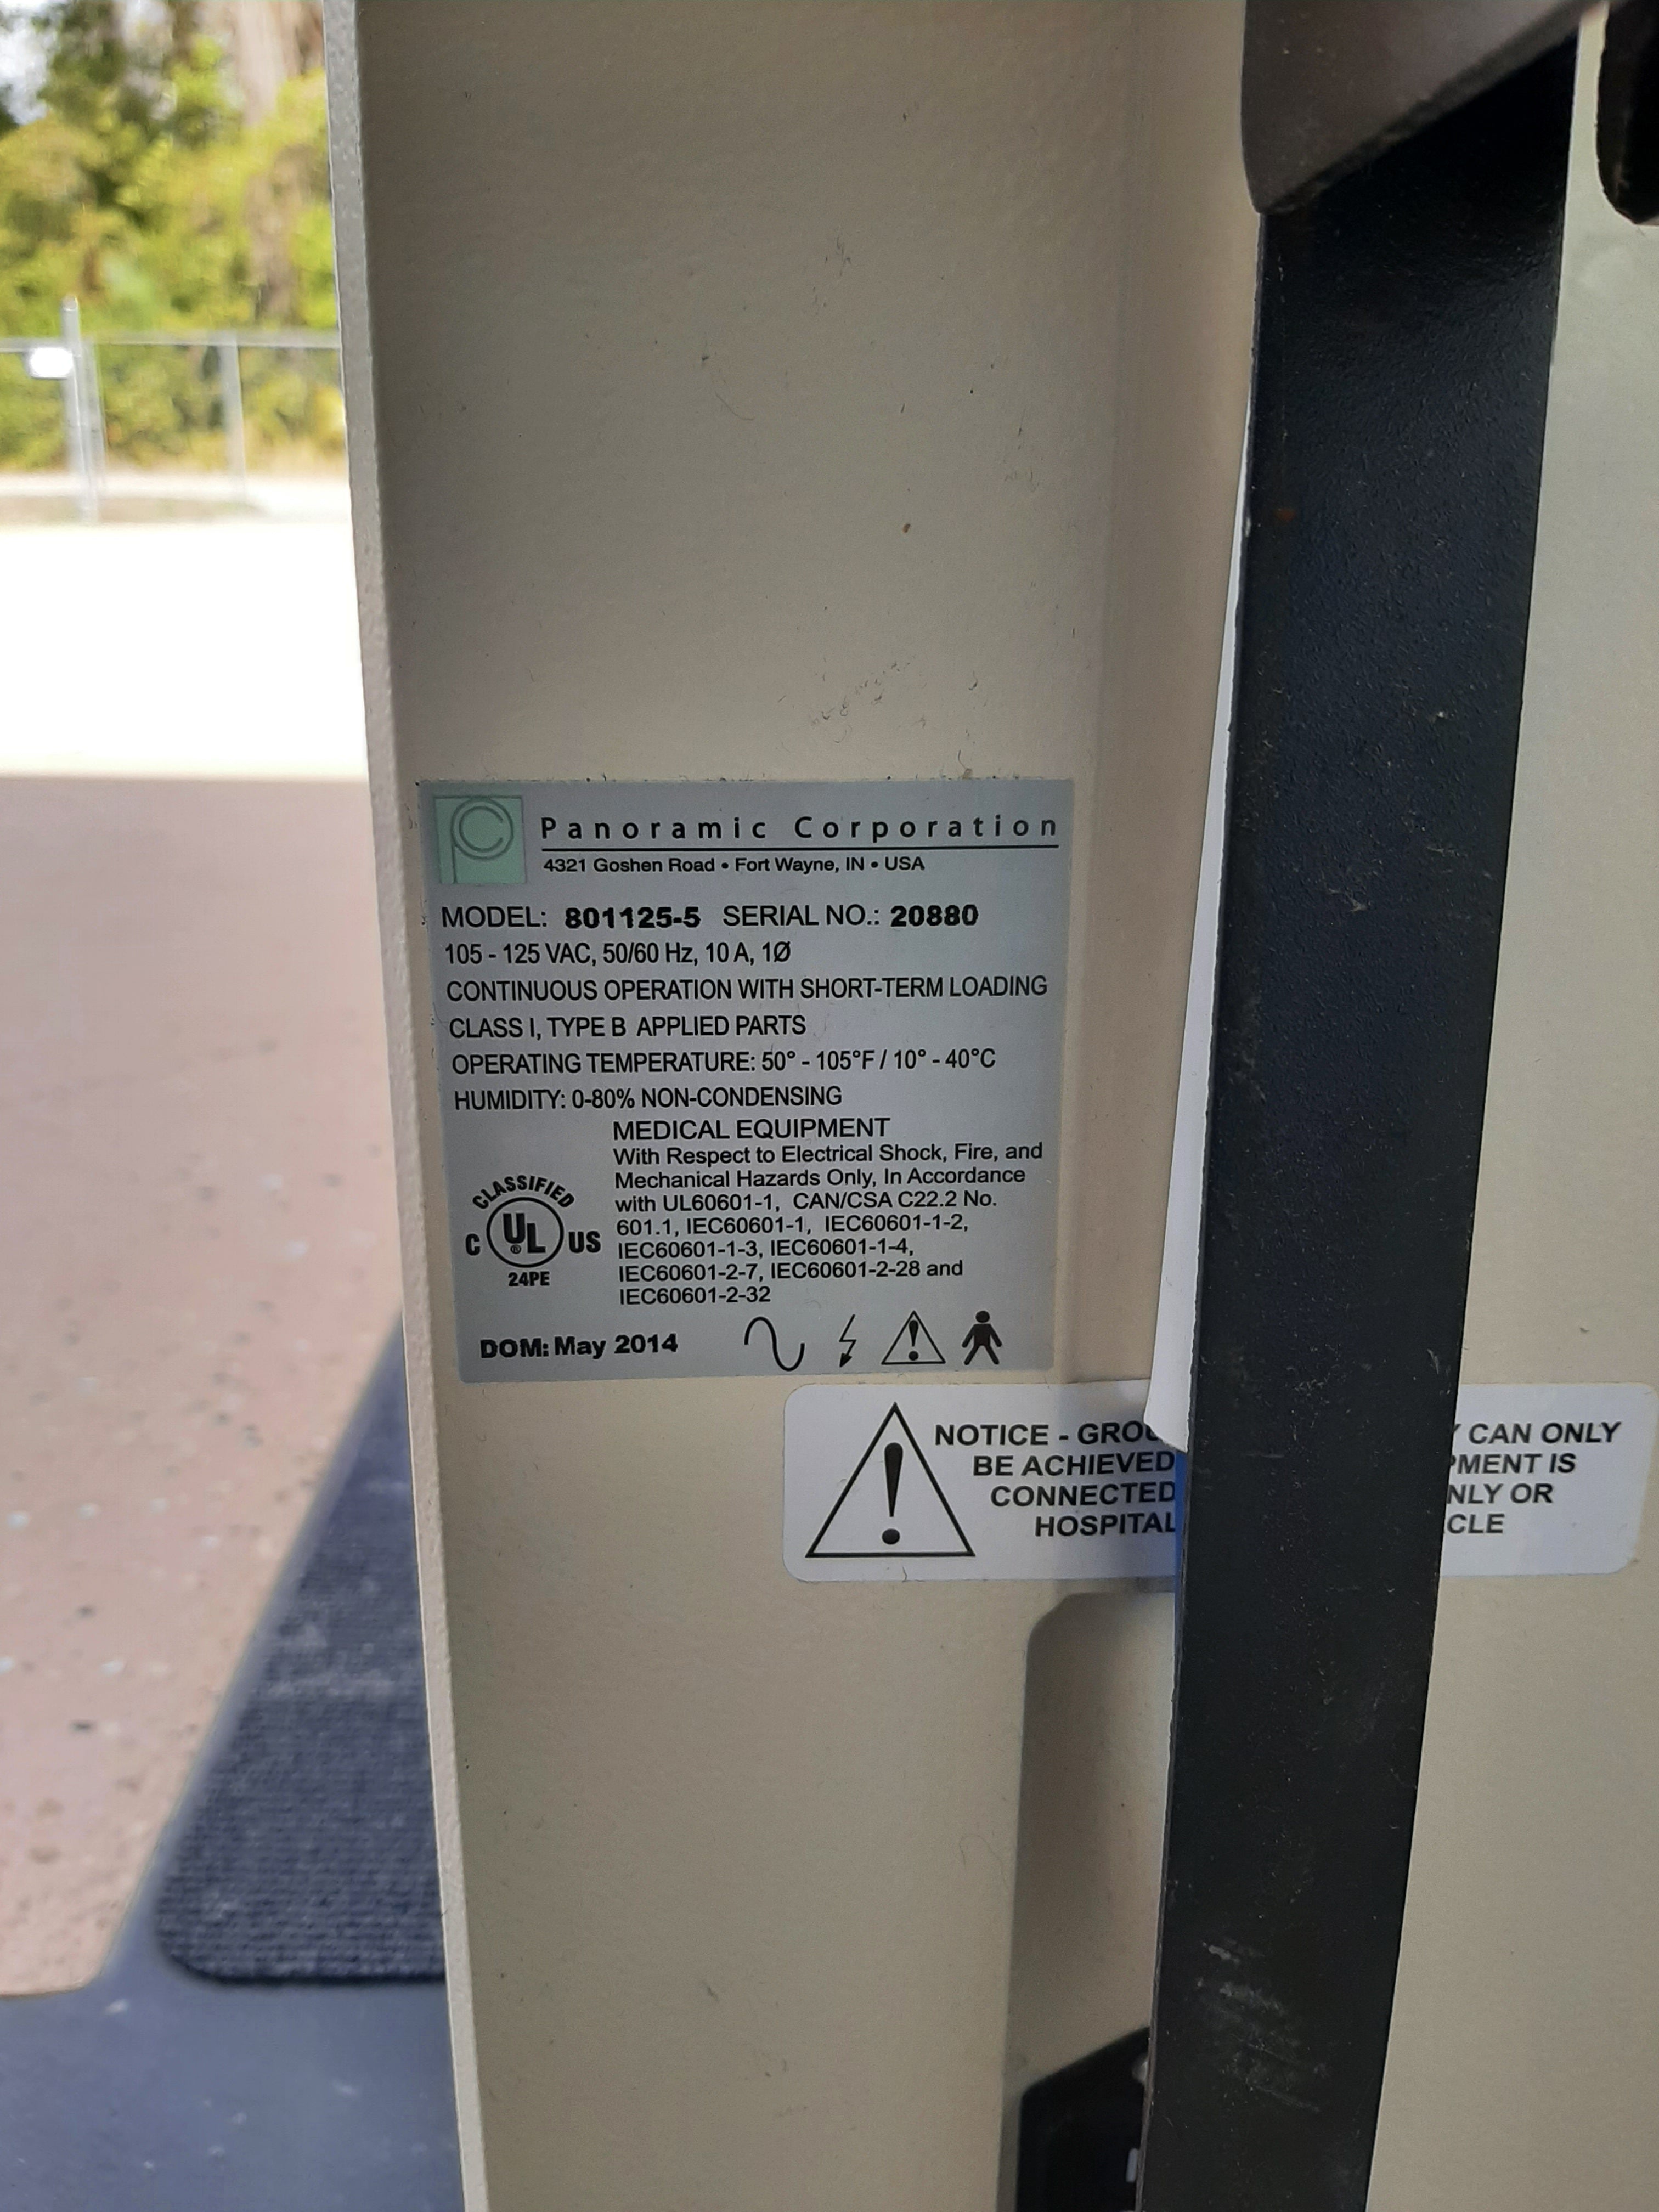 Panoramic Corporation
4321 Goshen Road • Fort Wayne, IN • USA
MODEL: 801125-5 SERIAL NO.: 20880
105 - 125 VAC, 50/60 Hz, 10 A, 1Ø
CONTINUOUS OPERATION WITH SHORT-TERM LOADING
CLASS I, TYPE B APPLIED PARTS
OPERATING TEMPERATURE: 50° - 105°F / 10° - 40°C
HUMIDITY: 0-80% NON-CONDENSING
MEDICAL EQUIPMENT
With Respect to Electrical Shock, Fire, and
Mechanical Hazards Only, In Accordance
with UL60601-1, CAN/CSA C22.2 No.
601.1, IEC60601-1, IEC60601-1-2,
IEC60601-1-3, IEC60601-1-4,
IEC60601-2-7, IEC60601-2-28 and
IEC60601-2-32
CLASSIFIED
C UL® US
24PE
DOM: May 2014
NOTICE - CAN ONLY
BE ACHIEVED IS
CONNECTED OR
HOSPITAL